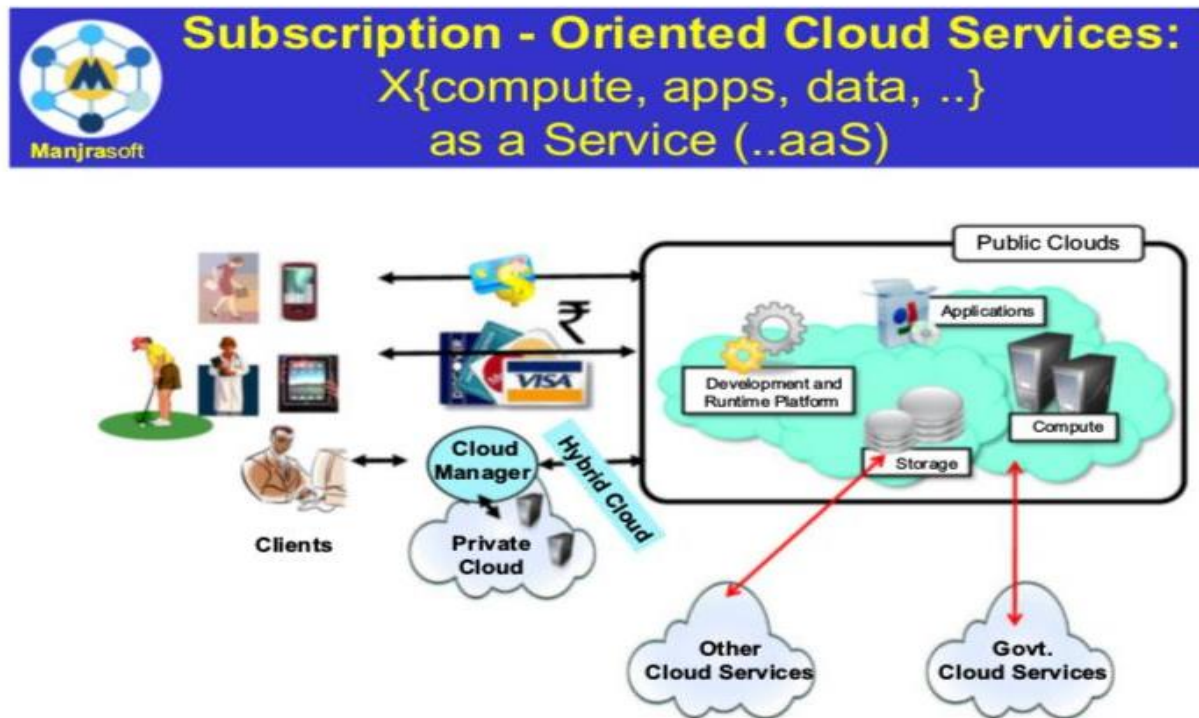 Subscription - Oriented Cloud Services:
X{compute, apps, data, ..}
as a Service (..aaS)
Manjrasoft
Public Clouds
Applications
Development and
Runtime Platform
Compute
Storage
₹
VISA
Cloud
Manager
Hybrid Cloud
Private
Cloud
Clients
Other
Cloud Services
Govt.
Cloud Services